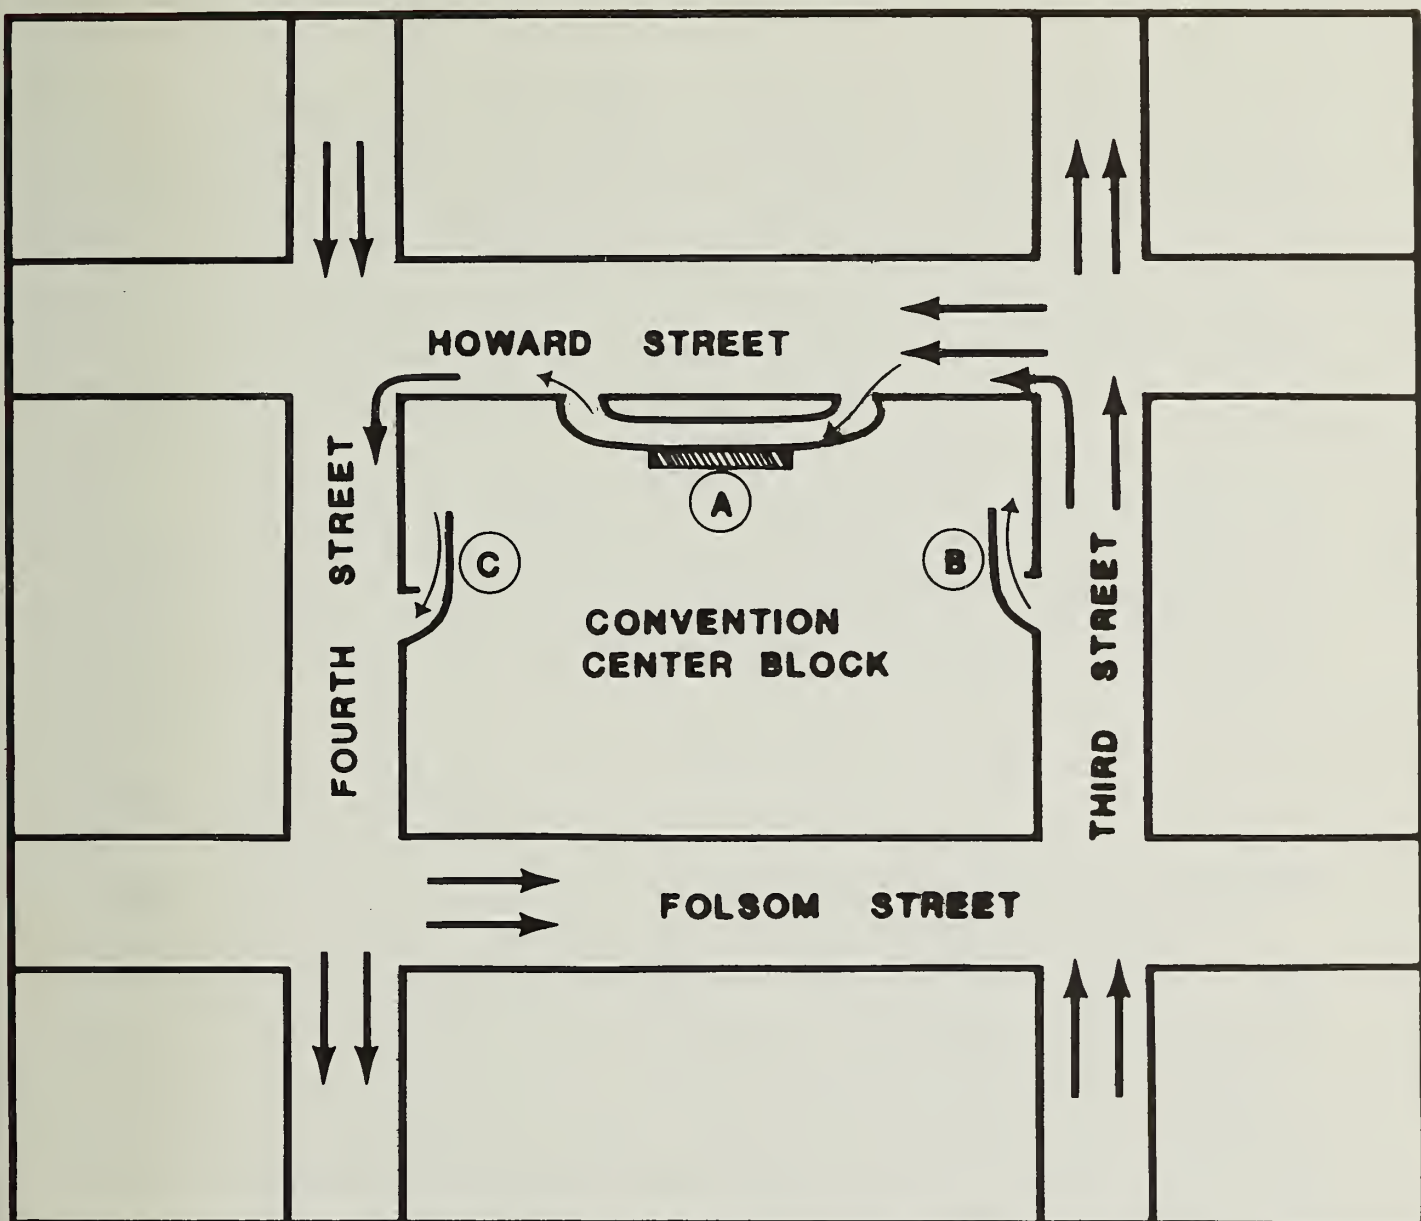 HOWARD STREET
A
FOURTH STREET
C
B
THIRD STREET
CONVENTION
CENTER BLOCK
FOLSOM STREET